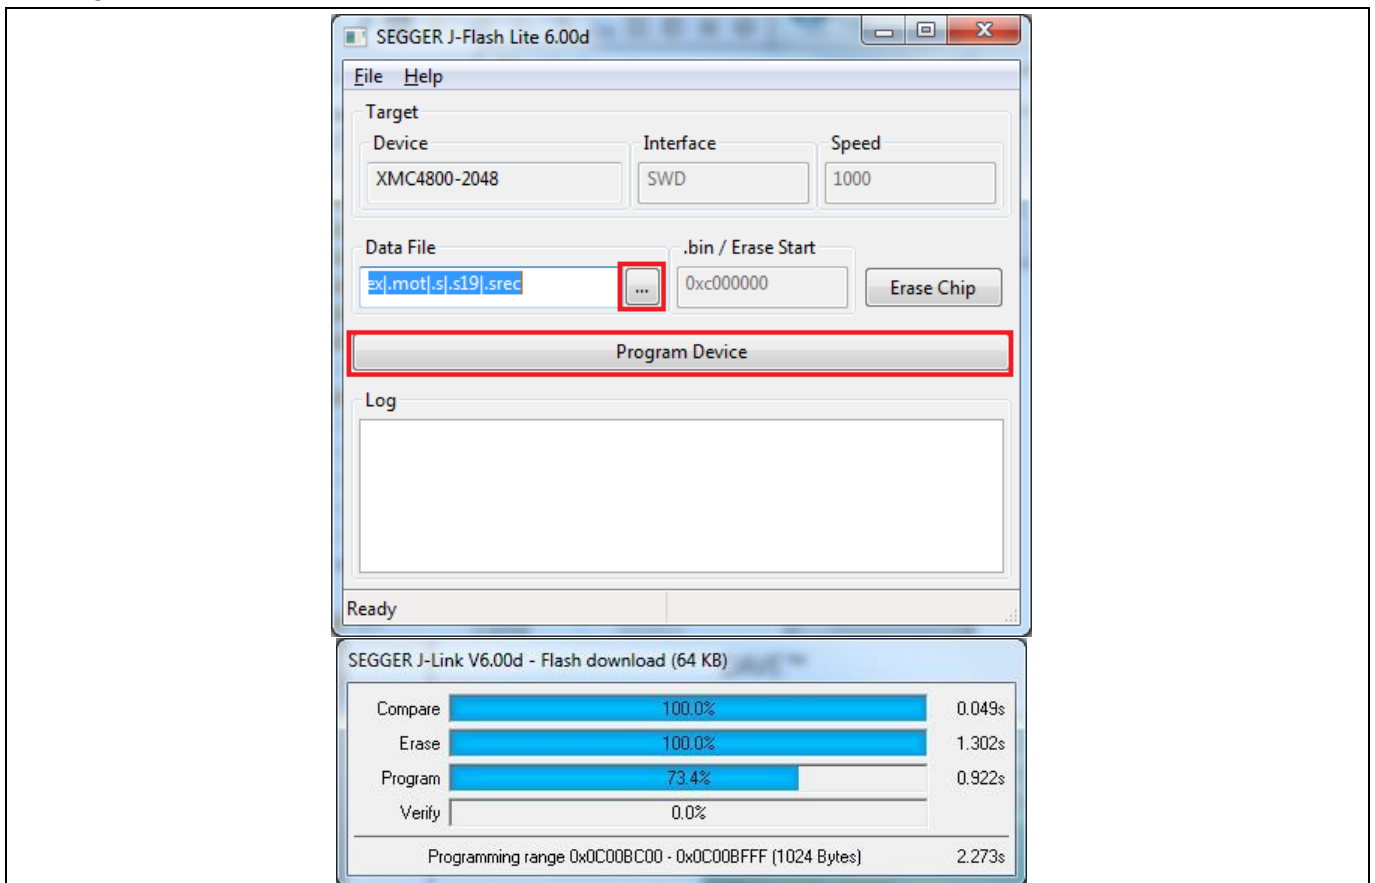 SEGGER J-Flash Lite 6.00d
File Help
Target
Device Interface Speed
XMC4800-2048 SWD 1000
Data File .bin / Erase Start
ex|.mot|.s|.s19|.srec ... 0xc000000 Erase Chip
Program Device
Log
Ready
SEGGER J-Link V6.00d - Flash download (64 KB)
Compare 100.0% 0.049s
Erase 100.0% 1.302s
Program 73.4% 0.922s
Verify 0.0%
Programming range 0x0C00BC00 - 0x0C00BFFF (1024 Bytes) 2.273s